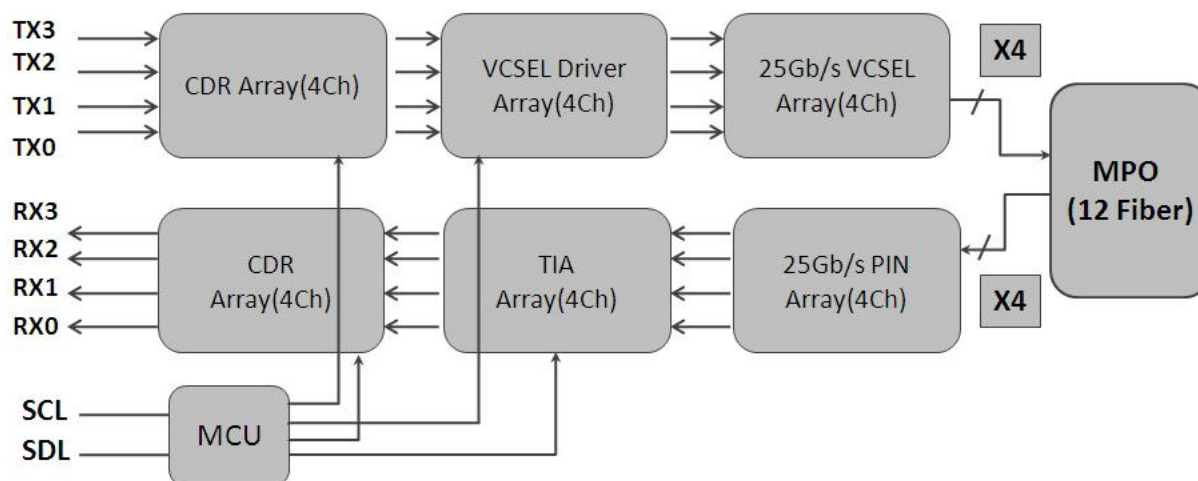 TX3
TX2
TX1
TX0
CDR Array(4Ch)
VCSEL Driver
Array(4Ch)
25Gb/s VCSEL
Array(4Ch)
X4
MPO
(12 Fiber)
RX3
RX2
RX1
RX0
CDR
Array(4Ch)
TIA
Array(4Ch)
25Gb/s PIN
Array(4Ch)
X4
SCL
SDL
MCU